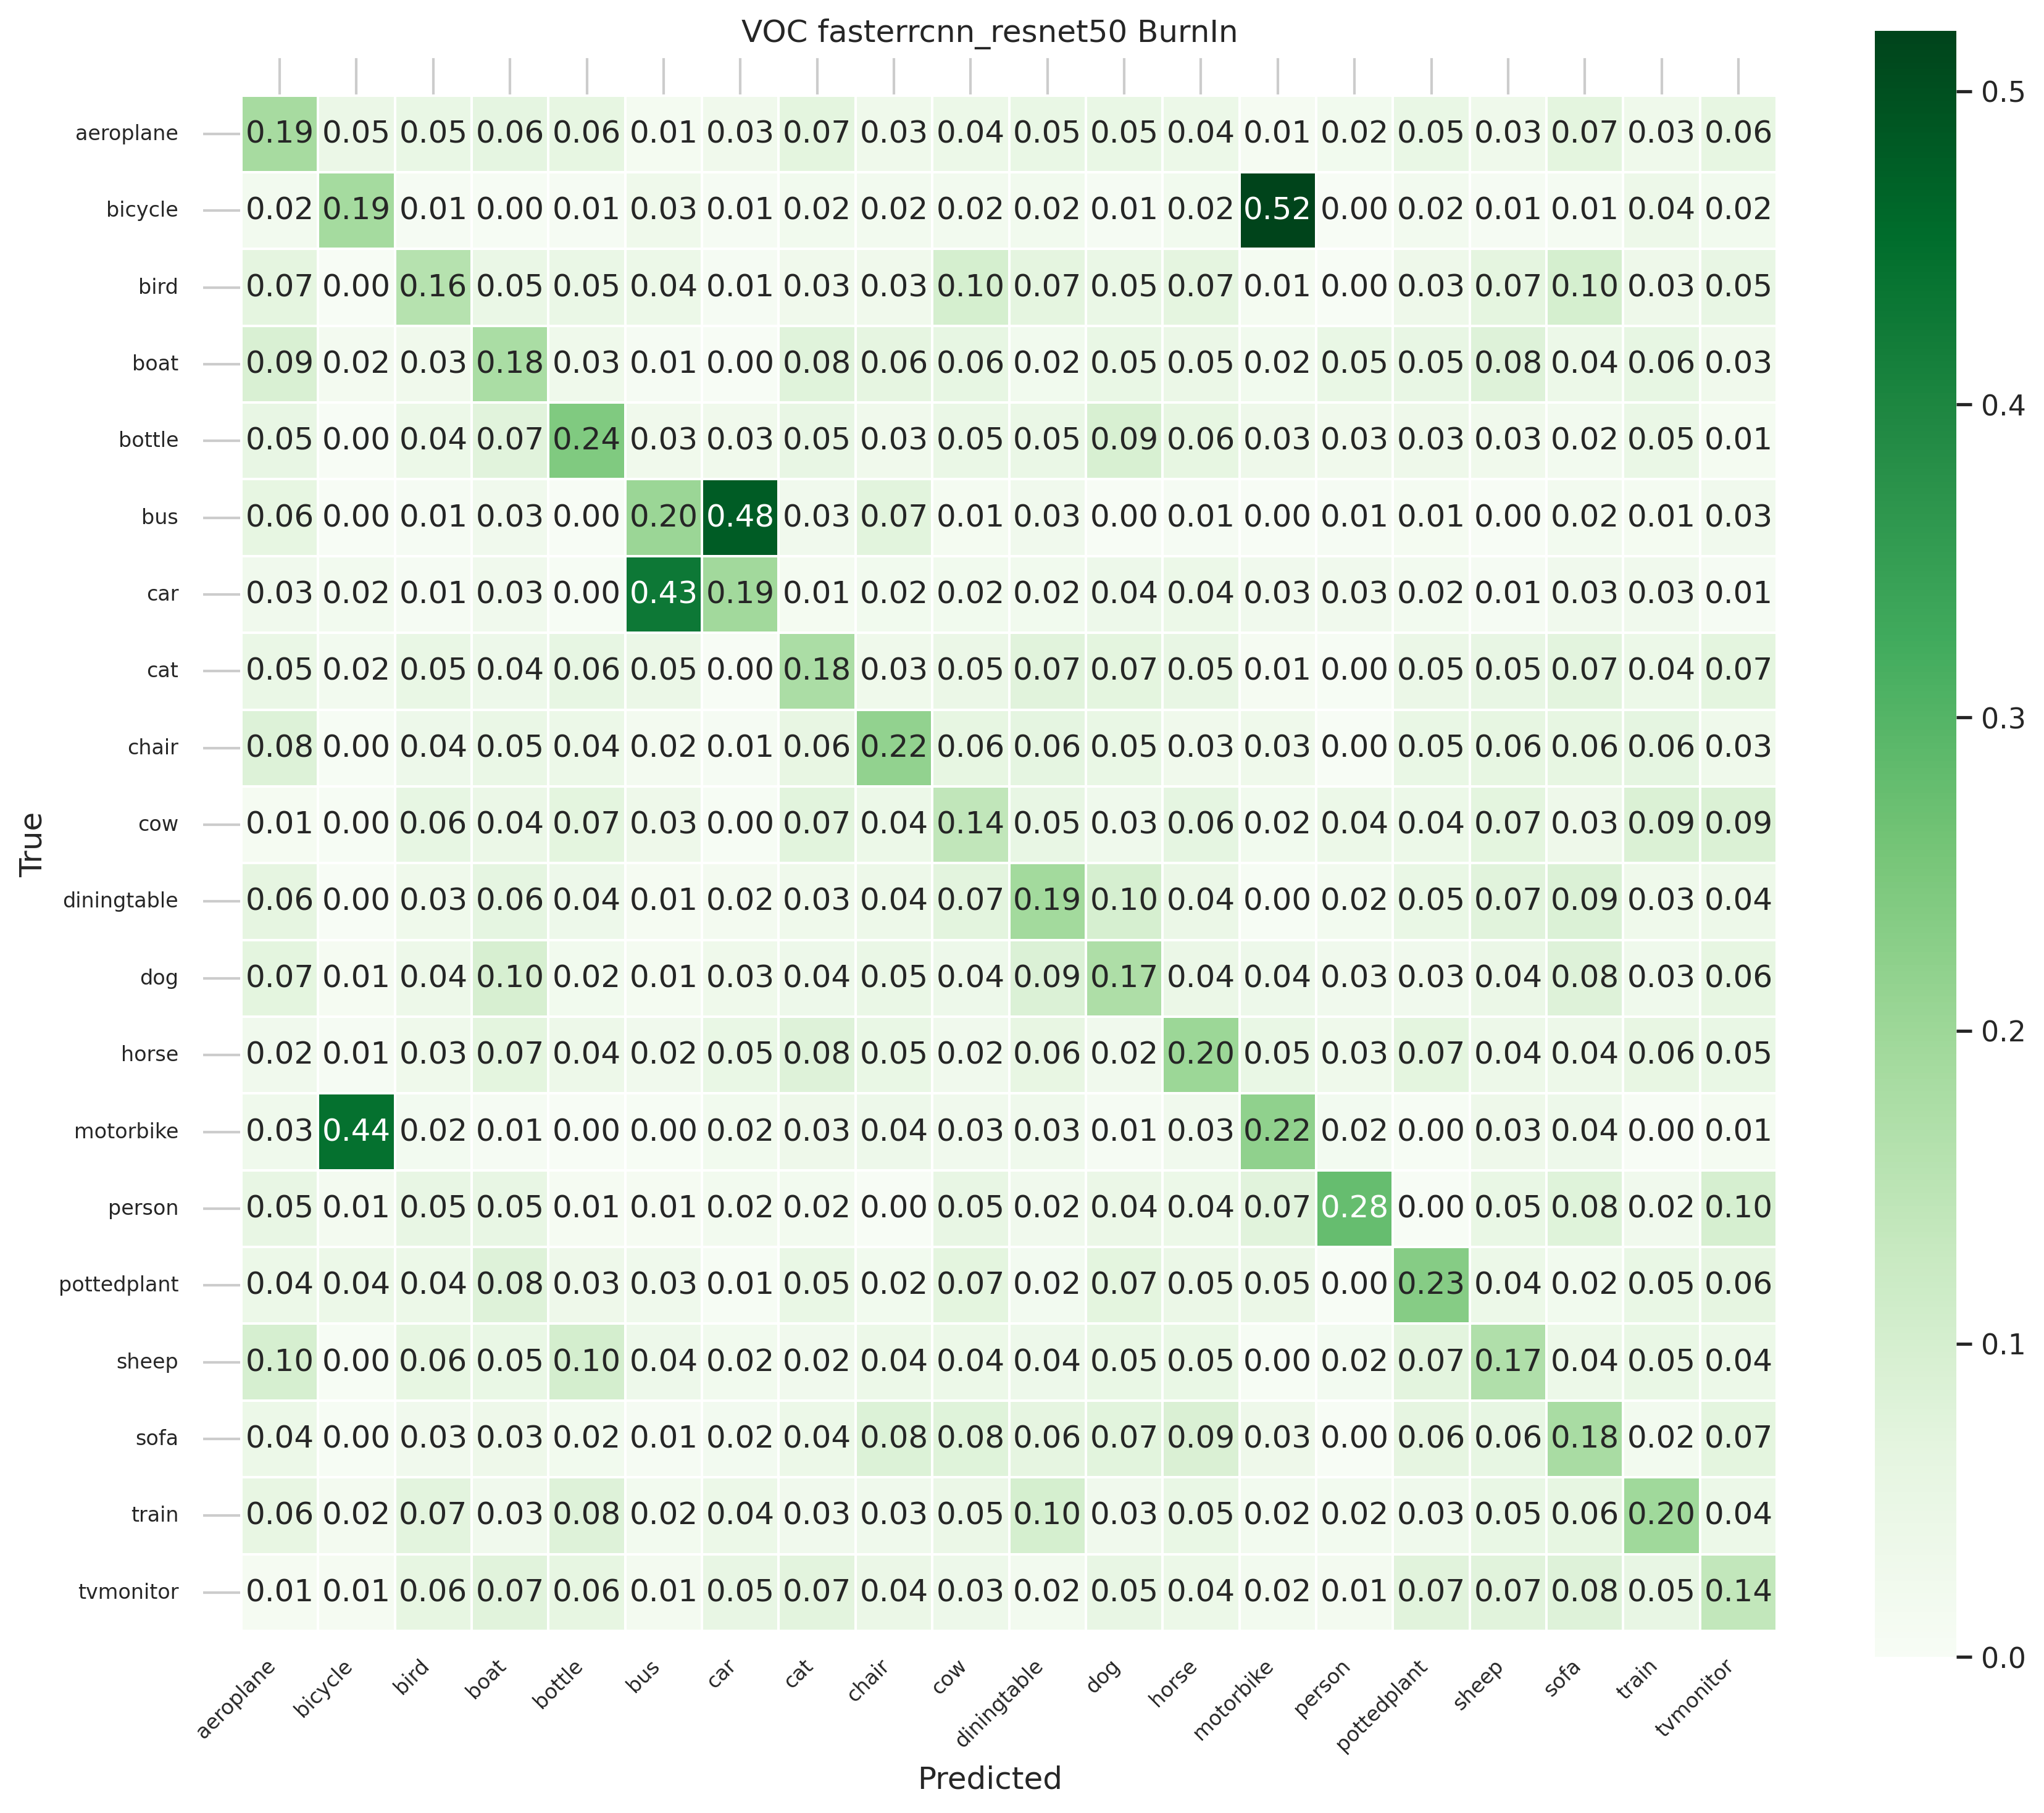 VOC fasterrcnn_resnet50 BurnIn
aeroplane 0.19 0.05 0.05 0.06 0.06 0.01 0.03 0.07 0.03 0.04 0.05 0.05 0.04 0.01 0.02 0.05 0.03 0.07 0.03 0.06
bicycle 0.02 0.19 0.01 0.00 0.01 0.03 0.01 0.02 0.02 0.02 0.02 0.01 0.02 0.52 0.00 0.02 0.01 0.01 0.04 0.02
bird 0.07 0.00 0.16 0.05 0.05 0.04 0.01 0.03 0.03 0.10 0.07 0.05 0.07 0.01 0.00 0.03 0.07 0.10 0.03 0.05
boat 0.09 0.02 0.03 0.18 0.03 0.01 0.00 0.08 0.06 0.06 0.02 0.05 0.05 0.02 0.05 0.05 0.08 0.04 0.06 0.03
bottle 0.05 0.00 0.04 0.07 0.24 0.03 0.03 0.05 0.03 0.05 0.05 0.09 0.06 0.03 0.03 0.03 0.03 0.02 0.05 0.01
bus 0.06 0.00 0.01 0.03 0.00 0.20 0.48 0.03 0.07 0.01 0.03 0.00 0.01 0.00 0.01 0.01 0.00 0.02 0.01 0.03
car 0.03 0.02 0.01 0.03 0.00 0.43 0.19 0.01 0.02 0.02 0.02 0.04 0.04 0.03 0.03 0.02 0.01 0.03 0.03 0.01
cat 0.05 0.02 0.05 0.04 0.06 0.05 0.00 0.18 0.03 0.05 0.07 0.07 0.05 0.01 0.00 0.05 0.05 0.07 0.04 0.07
chair 0.08 0.00 0.04 0.05 0.04 0.02 0.01 0.06 0.22 0.06 0.06 0.05 0.03 0.03 0.00 0.05 0.06 0.06 0.06 0.03
cow 0.01 0.00 0.06 0.04 0.07 0.03 0.00 0.07 0.04 0.14 0.05 0.03 0.06 0.02 0.04 0.04 0.07 0.03 0.09 0.09
diningtable 0.06 0.00 0.03 0.06 0.04 0.01 0.02 0.03 0.04 0.07 0.19 0.10 0.04 0.00 0.02 0.05 0.07 0.09 0.03 0.04
dog 0.07 0.01 0.04 0.10 0.02 0.01 0.03 0.04 0.05 0.04 0.09 0.17 0.04 0.04 0.03 0.03 0.04 0.08 0.03 0.06
horse 0.02 0.01 0.03 0.07 0.04 0.02 0.05 0.08 0.05 0.02 0.06 0.02 0.20 0.05 0.03 0.07 0.04 0.04 0.06 0.05
motorbike 0.03 0.44 0.02 0.01 0.00 0.00 0.02 0.03 0.04 0.03 0.03 0.01 0.03 0.22 0.02 0.00 0.03 0.04 0.00 0.01
person 0.05 0.01 0.05 0.05 0.01 0.01 0.02 0.02 0.00 0.05 0.02 0.04 0.04 0.07 0.28 0.00 0.05 0.08 0.02 0.10
pottedplant 0.04 0.04 0.04 0.08 0.03 0.03 0.01 0.05 0.02 0.07 0.02 0.07 0.05 0.05 0.00 0.23 0.04 0.02 0.05 0.06
sheep 0.10 0.00 0.06 0.05 0.10 0.04 0.02 0.02 0.04 0.04 0.04 0.05 0.05 0.00 0.02 0.07 0.17 0.04 0.05 0.04
sofa 0.04 0.00 0.03 0.03 0.02 0.01 0.02 0.04 0.08 0.08 0.06 0.07 0.09 0.03 0.00 0.06 0.06 0.18 0.02 0.07
train 0.06 0.02 0.07 0.03 0.08 0.02 0.04 0.03 0.03 0.05 0.10 0.03 0.05 0.02 0.02 0.03 0.05 0.06 0.20 0.04
tvmonitor 0.01 0.01 0.06 0.07 0.06 0.01 0.05 0.07 0.04 0.03 0.02 0.05 0.04 0.02 0.01 0.07 0.07 0.08 0.05 0.14
True
aeroplane bicycle bird boat bottle bus car cat chair cow diningtable dog horse motorbike person pottedplant sheep sofa train tvmonitor
Predicted
0.5
0.4
0.3
0.2
0.1
0.0